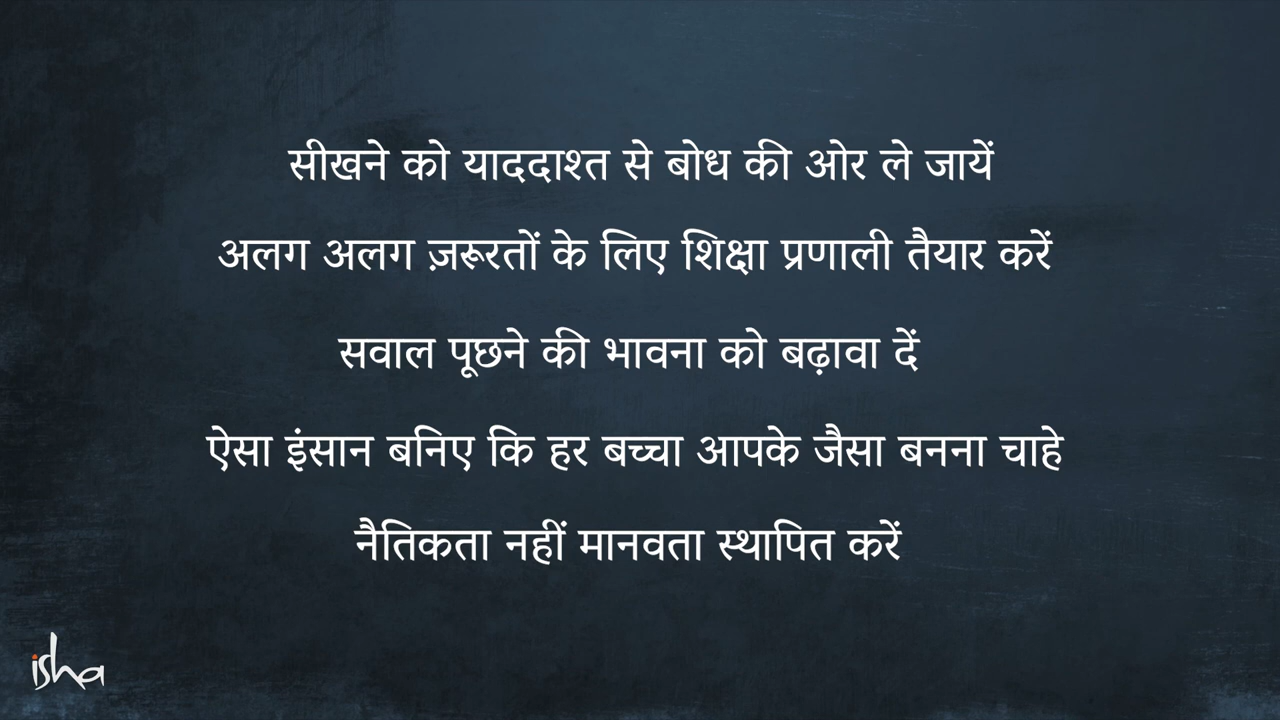 सीखने को याददाश्त से बोध की ओर ले जायें
अलग अलग ज़रूरतों के लिए शिक्षा प्रणाली तैयार करें
सवाल पूछने की भावना को बढ़ावा दें
ऐसा इंसान बनिए कि हर बच्चा आपके जैसा बनना चाहे
नैतिकता नहीं मानवता स्थापित करें
isha